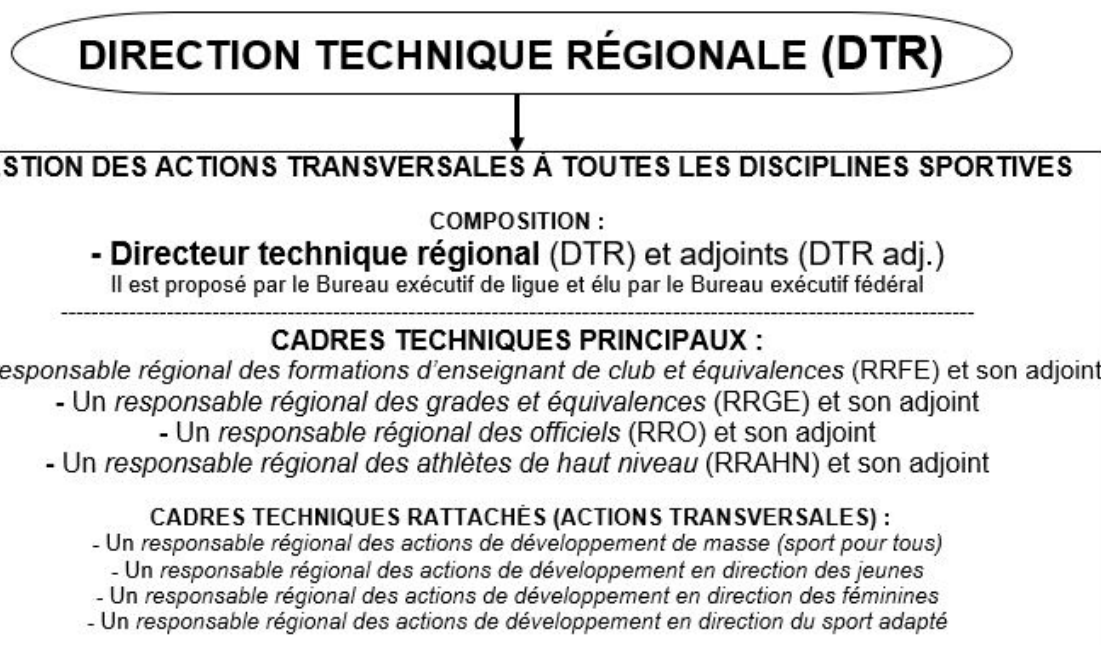 DIRECTION TECHNIQUE RÉGIONALE (DTR)
STION DES ACTIONS TRANSVERSALES À TOUTES LES DISCIPLINES SPORTIVES
COMPOSITION :
- Directeur technique régional (DTR) et adjoints (DTR adj.)
Il est proposé par le Bureau exécutif de ligue et élu par le Bureau exécutif fédéral
CADRES TECHNIQUES PRINCIPAUX :
esponsable régional des formations d'enseignant de club et équivalences (RRFE) et son adjoint
- Un responsable régional des grades et équivalences (RRGE) et son adjoint
- Un responsable régional des officiels (RRO) et son adjoint
- Un responsable régional des athlètes de haut niveau (RRAHN) et son adjoint
CADRES TECHNIQUES RATTACHÉS (ACTIONS TRANSVERSALES) :
- Un responsable régional des actions de développement de masse (sport pour tous)
- Un responsable régional des actions de développement en direction des jeunes
- Un responsable régional des actions de développement en direction des féminines
- Un responsable régional des actions de développement en direction du sport adapté